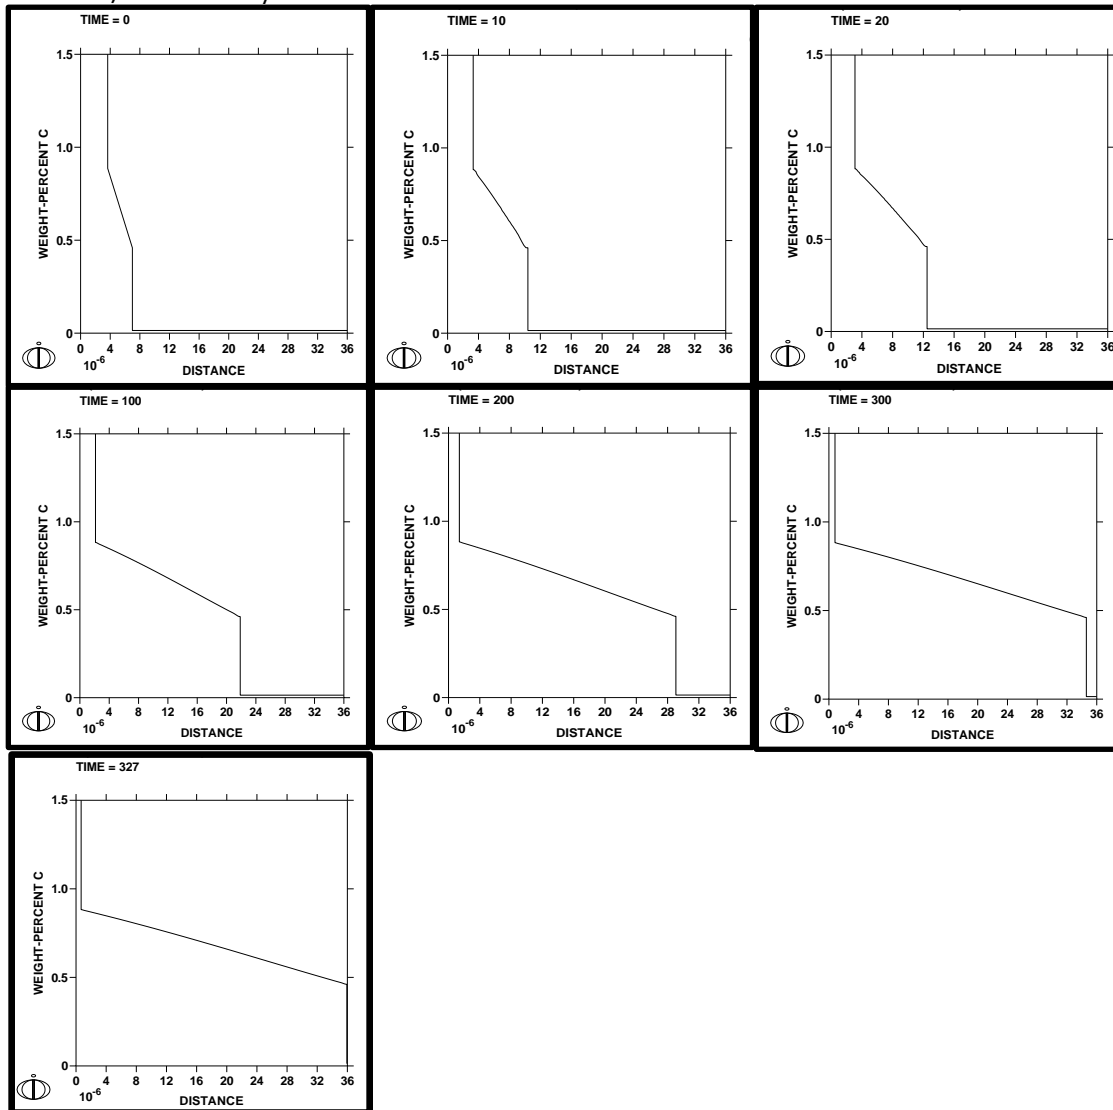 TIME = 0
WEIGHT-PERCENT C
1.5
1.0
0.5
0
0 4 8 12 16 20 24 28 32 36
10-6
DISTANCE
TIME = 10
WEIGHT-PERCENT C
1.5
1.0
0.5
0
0 4 8 12 16 20 24 28 32 36
10-6
DISTANCE
TIME = 20
WEIGHT-PERCENT C
1.5
1.0
0.5
0
0 4 8 12 16 20 24 28 32 36
10-6
DISTANCE
TIME = 100
WEIGHT-PERCENT C
1.5
1.0
0.5
0
0 4 8 12 16 20 24 28 32 36
10-6
DISTANCE
TIME = 200
WEIGHT-PERCENT C
1.5
1.0
0.5
0
0 4 8 12 16 20 24 28 32 36
10-6
DISTANCE
TIME = 300
WEIGHT-PERCENT C
1.5
1.0
0.5
0
0 4 8 12 16 20 24 28 32 36
10-6
DISTANCE
TIME = 327
WEIGHT-PERCENT C
1.5
1.0
0.5
0
0 4 8 12 16 20 24 28 32 36
10-6
DISTANCE